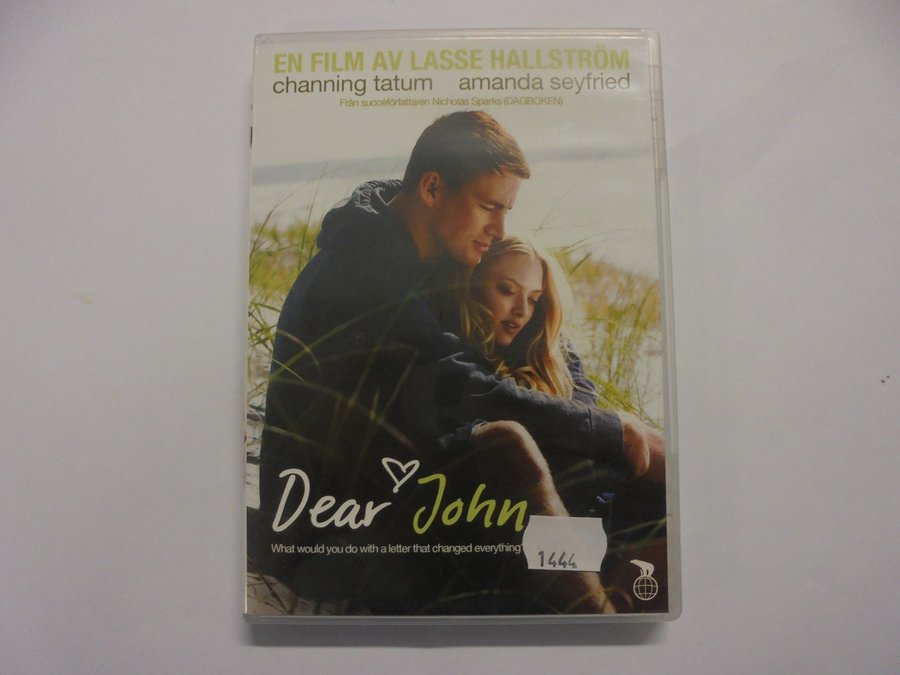 EN FILM AV LASSE HALLSTRÖM
channing tatum amanda seyfried
Från succéförfattaren Nicholas Sparks (DAGBOKEN)
Dear John
What would you do with a letter that changed everything?
1444